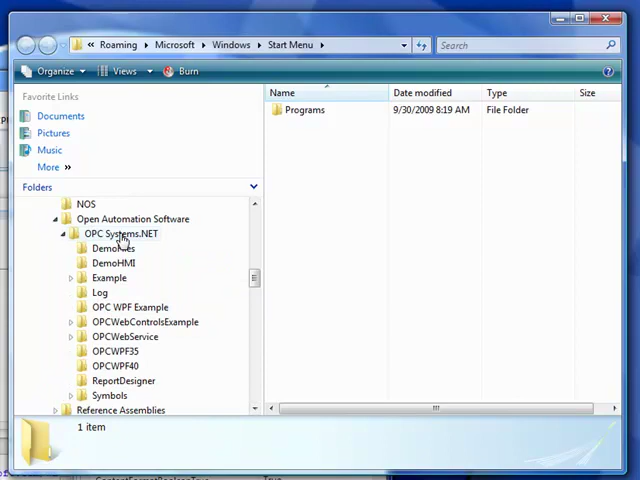 Roaming Microsoft Windows Start Menu
Search
Organize Views Burn
Favorite Links
Documents
Pictures
Music
More »
Folders
Name Date modified Type Size
Programs 9/30/2009 8:19 AM File Folder
NOS
Open Automation Software
OPC Systems.NET
DemoFiles
DemoHMI
Example
Log
OPC WPF Example
OPCWebControlsExample
OPCWebService
OPCWPF35
OPCWPF40
ReportDesigner
Symbols
Reference Assemblies
1 item